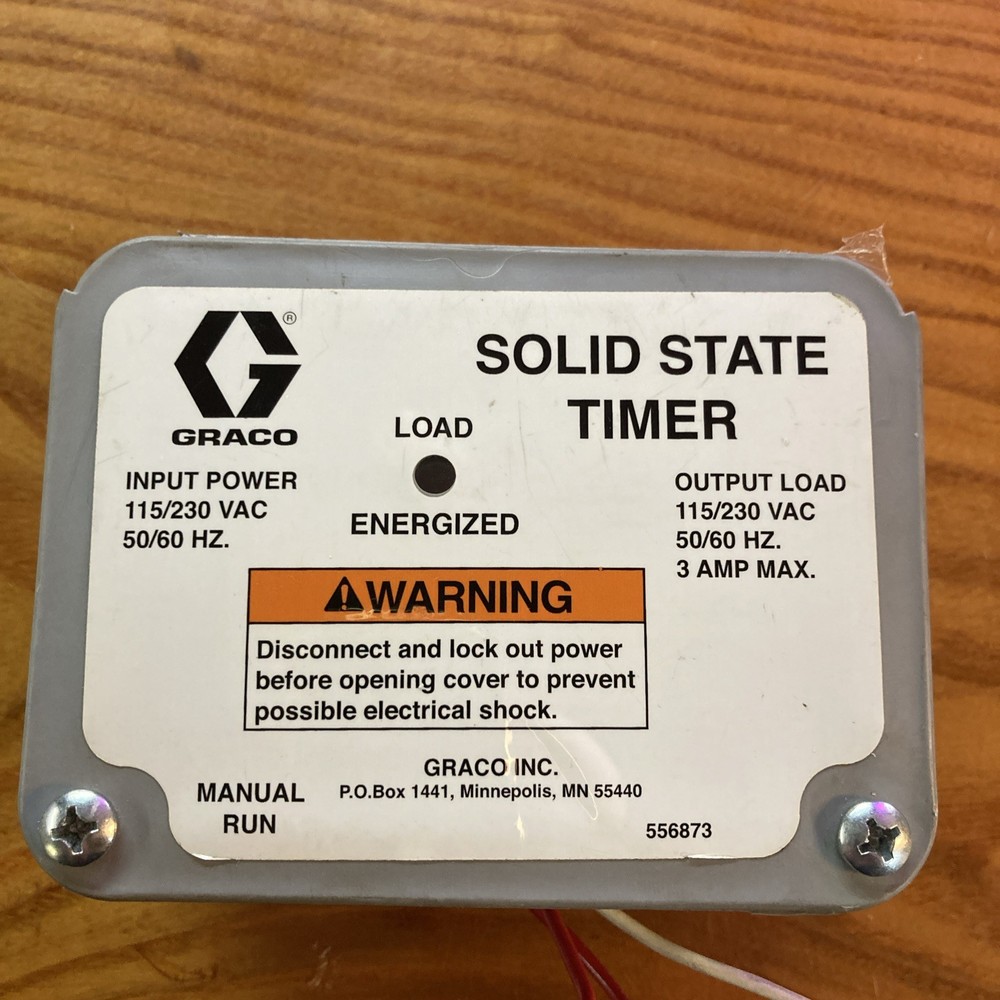 ®
GRACO
SOLID STATE
TIMER
LOAD
ENERGIZED
INPUT POWER
115/230 VAC
50/60 HZ.
OUTPUT LOAD
115/230 VAC
50/60 HZ.
3 AMP MAX.
WARNING
Disconnect and lock out power
before opening cover to prevent
possible electrical shock.
GRACO INC.
P.O.Box 1441, Minnepolis, MN 55440
MANUAL
RUN
556873